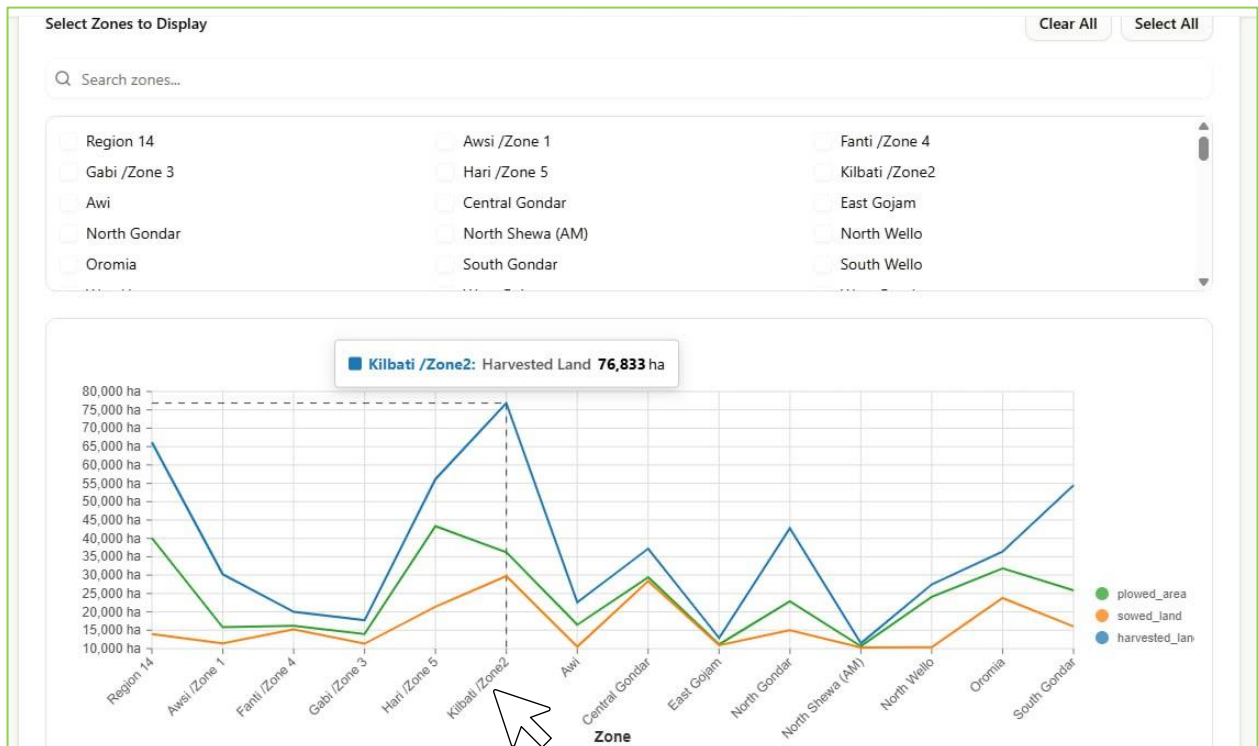 Select Zones to Display
Clear All
Select All
Search zones...
Region 14
Awsi /Zone 1
Fanti /Zone 4
Gabi /Zone 3
Hari /Zone 5
Kilbati /Zone2
Awi
Central Gondar
East Gojam
North Gondar
North Shewa (AM)
North Wello
Oromia
South Gondar
South Wello
Kilbati /Zone2: Harvested Land 76,833 ha
80,000 ha
75,000 ha
70,000 ha
65,000 ha
60,000 ha
55,000 ha
50,000 ha
45,000 ha
40,000 ha
35,000 ha
30,000 ha
25,000 ha
20,000 ha
15,000 ha
10,000 ha
plowed_area
sowed_land
harvested_lan
Region 14
Awsi /Zone 1
Fanti /Zone 4
Gabi /Zone 3
Hari /Zone 5
Kilbati /Zone2
Awi
Central Gondar
East Gojam
North Gondar
North Shewa (AM)
North Wello
Oromia
South Gondar
Zone